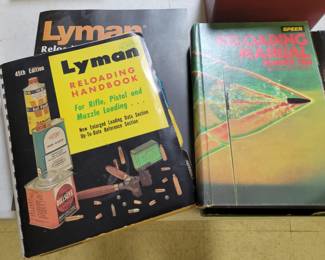 Lyman
Reloading
45th Edition
Lyman
RELOADING
HANDBOOK
For Rifle, Pistol and
Muzzle Loading . . .
New Enlarged Loading Data Section
Up-To-Date Reference Section
SPEER
RELOADING
MANUAL